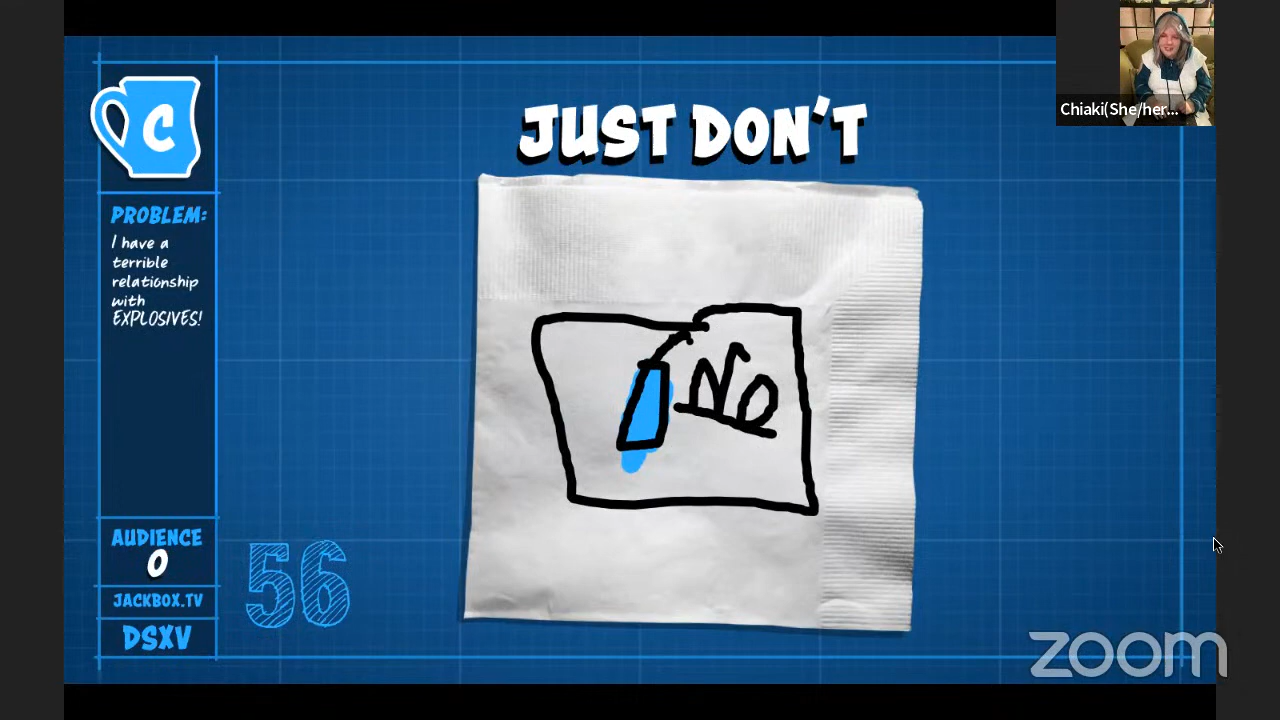 Chiaki(She/her...
C
JUST DON'T
PROBLEM:
I have a
terrible
relationship
with
EXPLOSIVES!
No
AUDIENCE
0
56
JACKBOX.TV
DSXV
zoom